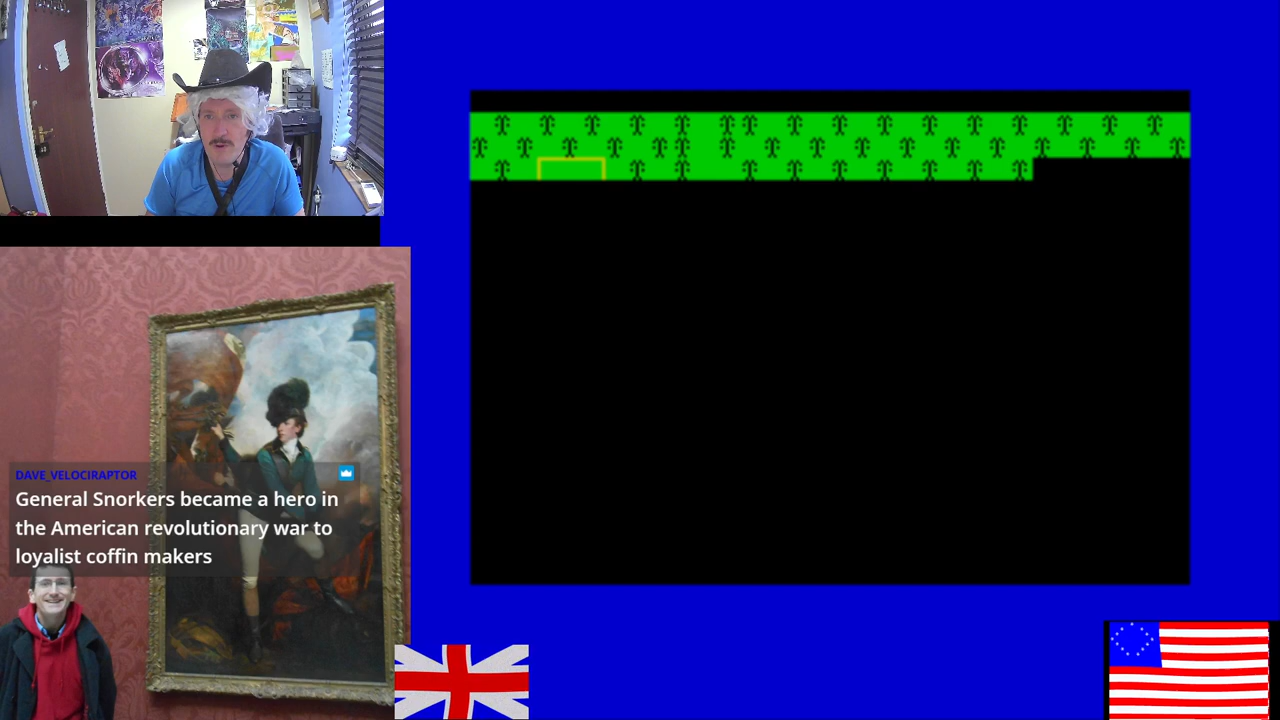 DAVE_VELOCIRAPTOR
General Snorkers became a hero in
the American revolutionary war to
loyalist coffin makers